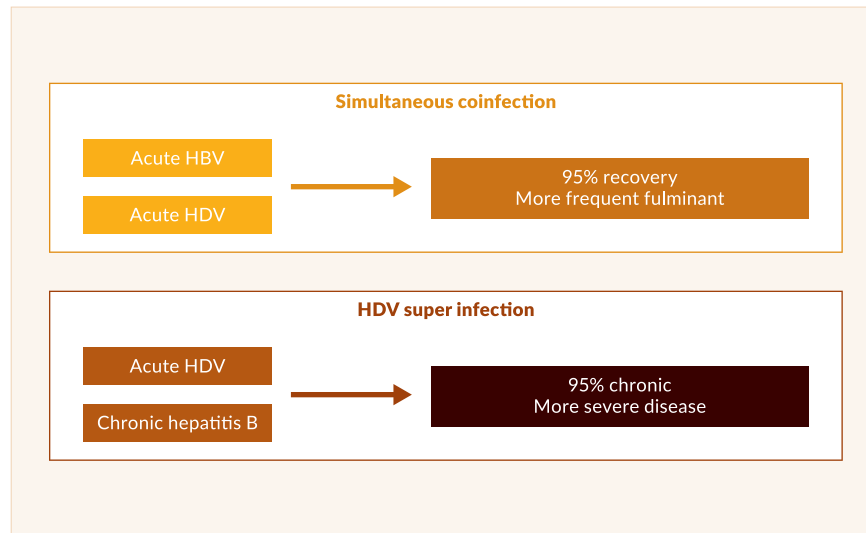 Simultaneous coinfection
Acute HBV
Acute HDV
95% recovery
More frequent fulminant
HDV super infection
Acute HDV
Chronic hepatitis B
95% chronic
More severe disease